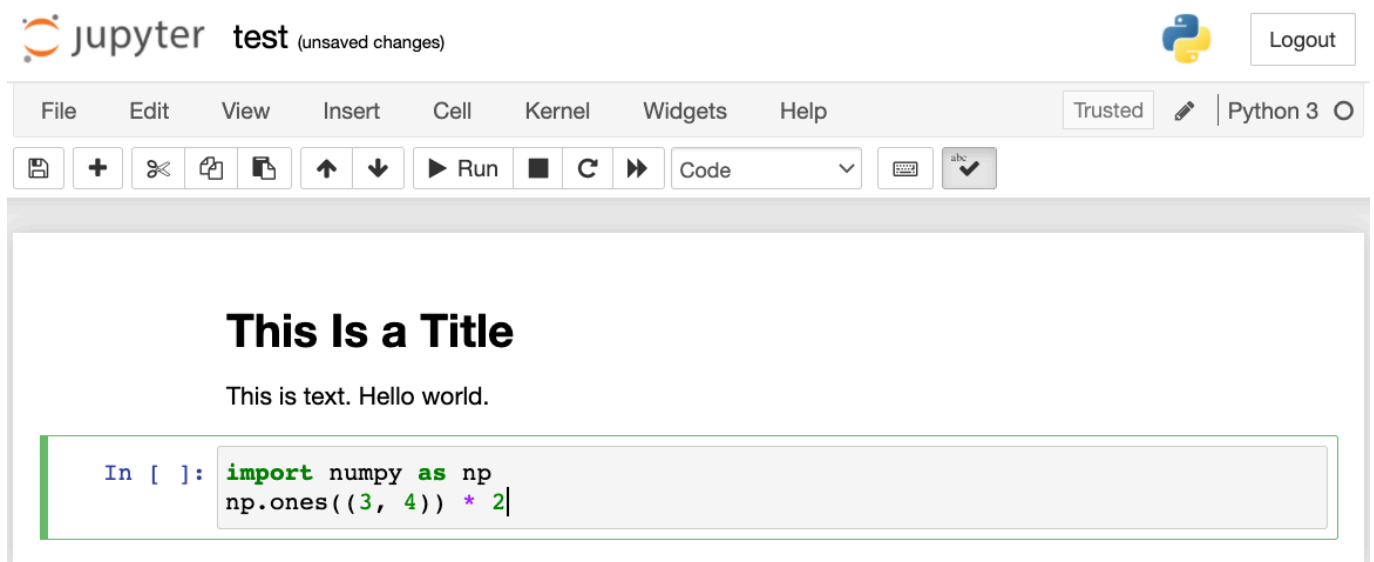 jupyter test (unsaved changes) Logout
File Edit View Insert Cell Kernel Widgets Help Trusted Python 3
Run Code abc
This Is a Title
This is text. Hello world.
In [ ]: import numpy as np
np.ones((3, 4)) * 2